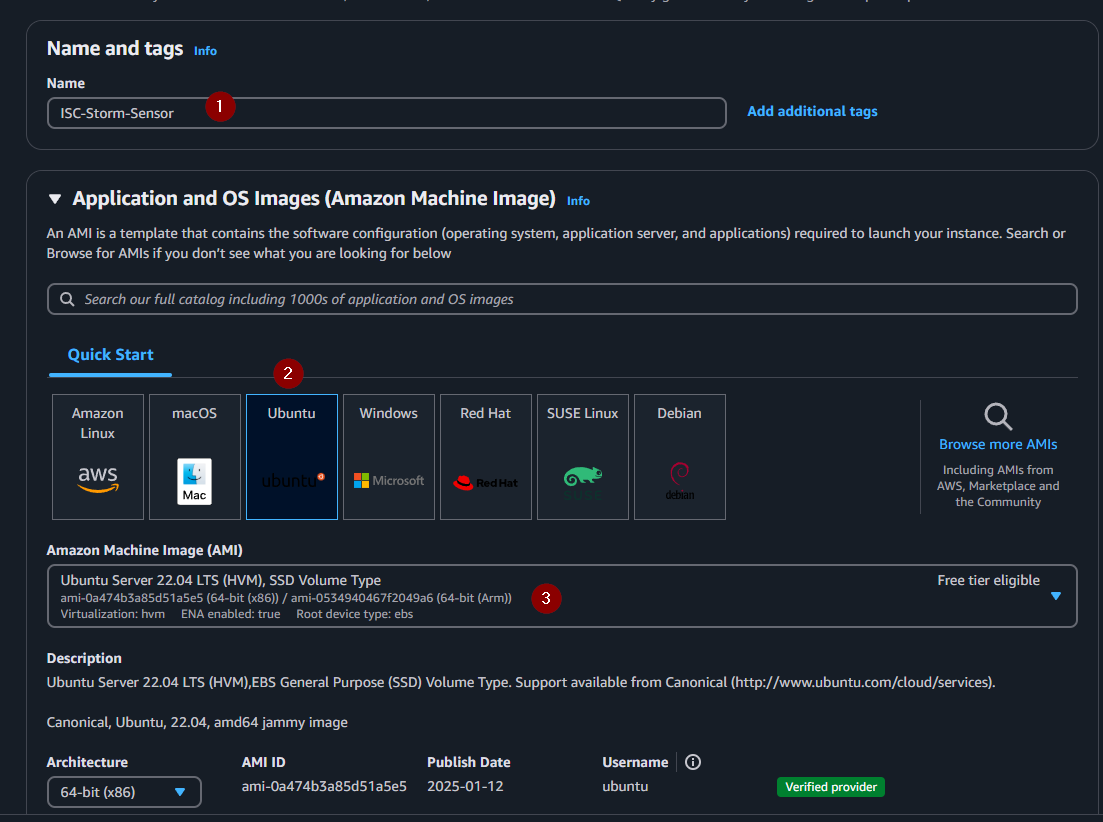 Name and tags Info
Name
ISC-Storm-Sensor
1
Add additional tags
Application and OS Images (Amazon Machine Image) Info
An AMI is a template that contains the software configuration (operating system, application server, and applications) required to launch your instance. Search or
Browse for AMIs if you don't see what you are looking for below
Search our full catalog including 1000s of application and OS images
Quick Start
2
Amazon
Linux
aws
macOS
Mac
Ubuntu
ubuntu
Windows
Microsoft
Red Hat
Red Hat
SUSE Linux
Debian
debian
Browse more AMIs
Including AMIs from
AWS, Marketplace and
the Community
Amazon Machine Image (AMI)
Ubuntu Server 22.04 LTS (HVM), SSD Volume Type
Free tier eligible
ami-0a474b3a85d51a5e5 (64-bit (x86)) / ami-0534940467f2049a6 (64-bit (Arm))
3
Virtualization: hvm ENA enabled: true Root device type: ebs
Description
Ubuntu Server 22.04 LTS (HVM),EBS General Purpose (SSD) Volume Type. Support available from Canonical (http://www.ubuntu.com/cloud/services).
Canonical, Ubuntu, 22.04, amd64 jammy image
Architecture
64-bit (x86)
AMI ID
ami-0a474b3a85d51a5e5
Publish Date
2025-01-12
Username
ubuntu
Verified provider